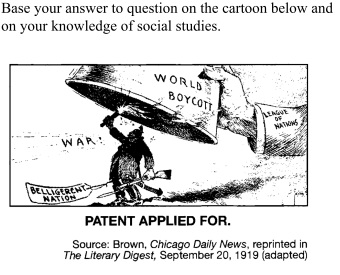 Base your answer to question on the cartoon below and
on your knowledge of social studies.
WORLD
BOYCOTT
LEAGUE
OF
NATIONS
WAR!
BELLIGERENT
NATION
PATENT APPLIED FOR.
Source: Brown, Chicago Daily News, reprinted in
The Literary Digest, September 20, 1919 (adapted)